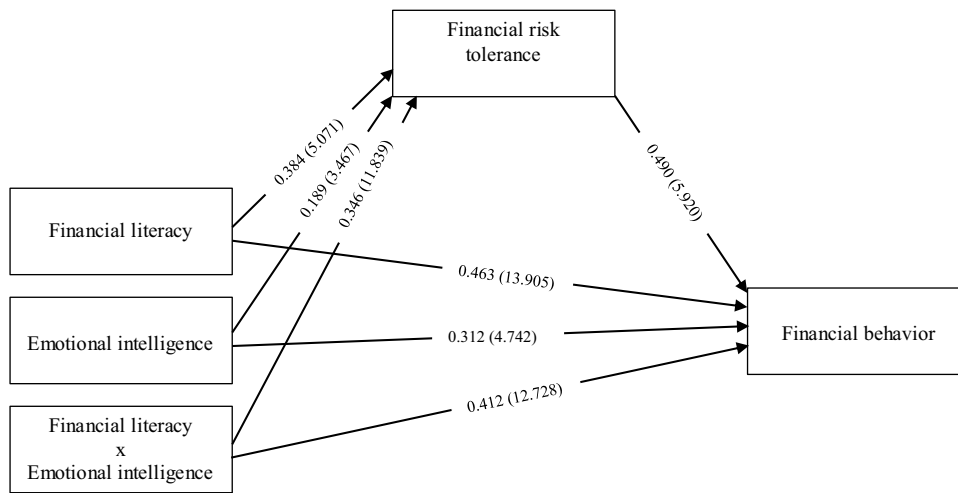 Financial risk
tolerance
0.384 (5.071)
0.189 (3.467)
0.346 (11.839)
0.490 (5.920)
Financial literacy
0.463 (13.905)
Emotional intelligence
0.312 (4.742)
Financial behavior
0.412 (12.728)
Financial literacy
x
Emotional intelligence